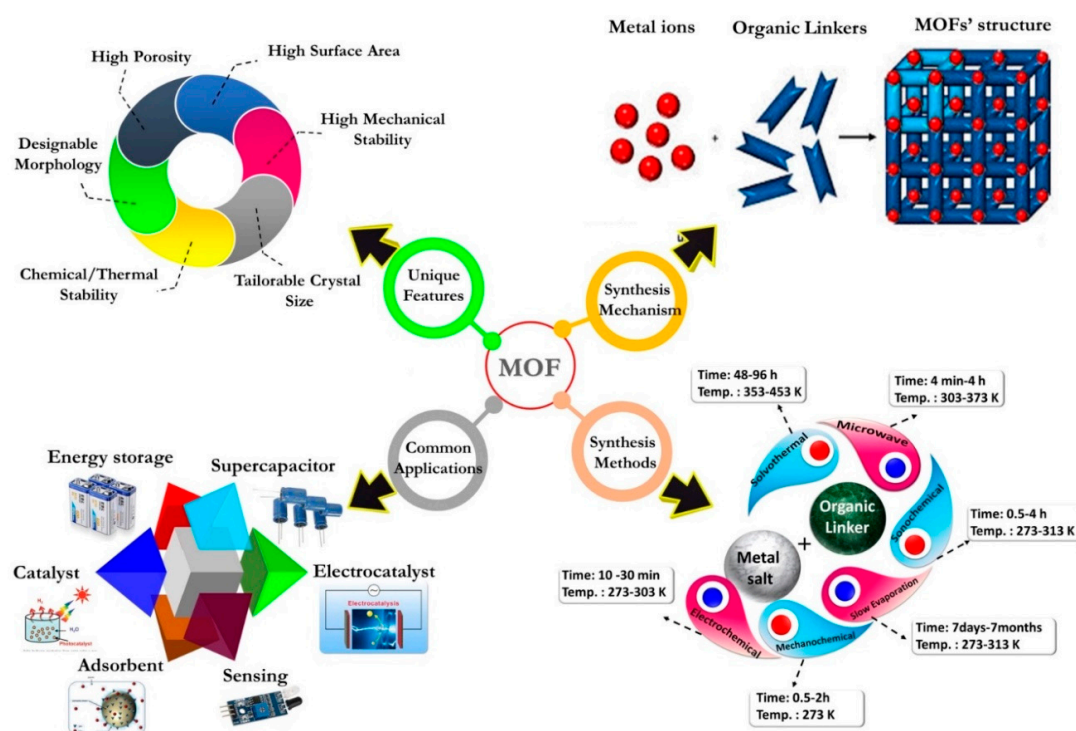 High Surface Area
High Porosity
High Mechanical
Stability
Designable
Morphology
Chemical/Thermal
Stability
Tailorable Crystal
Size
Metal ions
Organic Linkers
MOFs' structure
+
Unique
Features
Synthesis
Mechanism
MOF
Common
Applications
Synthesis
Methods
Energy storage
Supercapacitor
Catalyst
Electrocatalyst
Electrocatalysis
H₂O
Photocatalyst
Adsorbent
Sensing
Time: 48-96 h
Temp. : 353-453 K
Time: 4 min-4 h
Temp. : 303-373 K
Solvothermal
Microwave
Organic
Linker
Sonochemical
Time: 0.5-4 h
Temp. : 273-313 K
+
Metal
salt
Time: 10 -30 min
Temp. : 273-303 K
Electrochemical
Mechanochemical
Slow Evaporation
Time: 7days-7months
Temp. : 273-313 K
Time: 0.5-2h
Temp. : 273 K